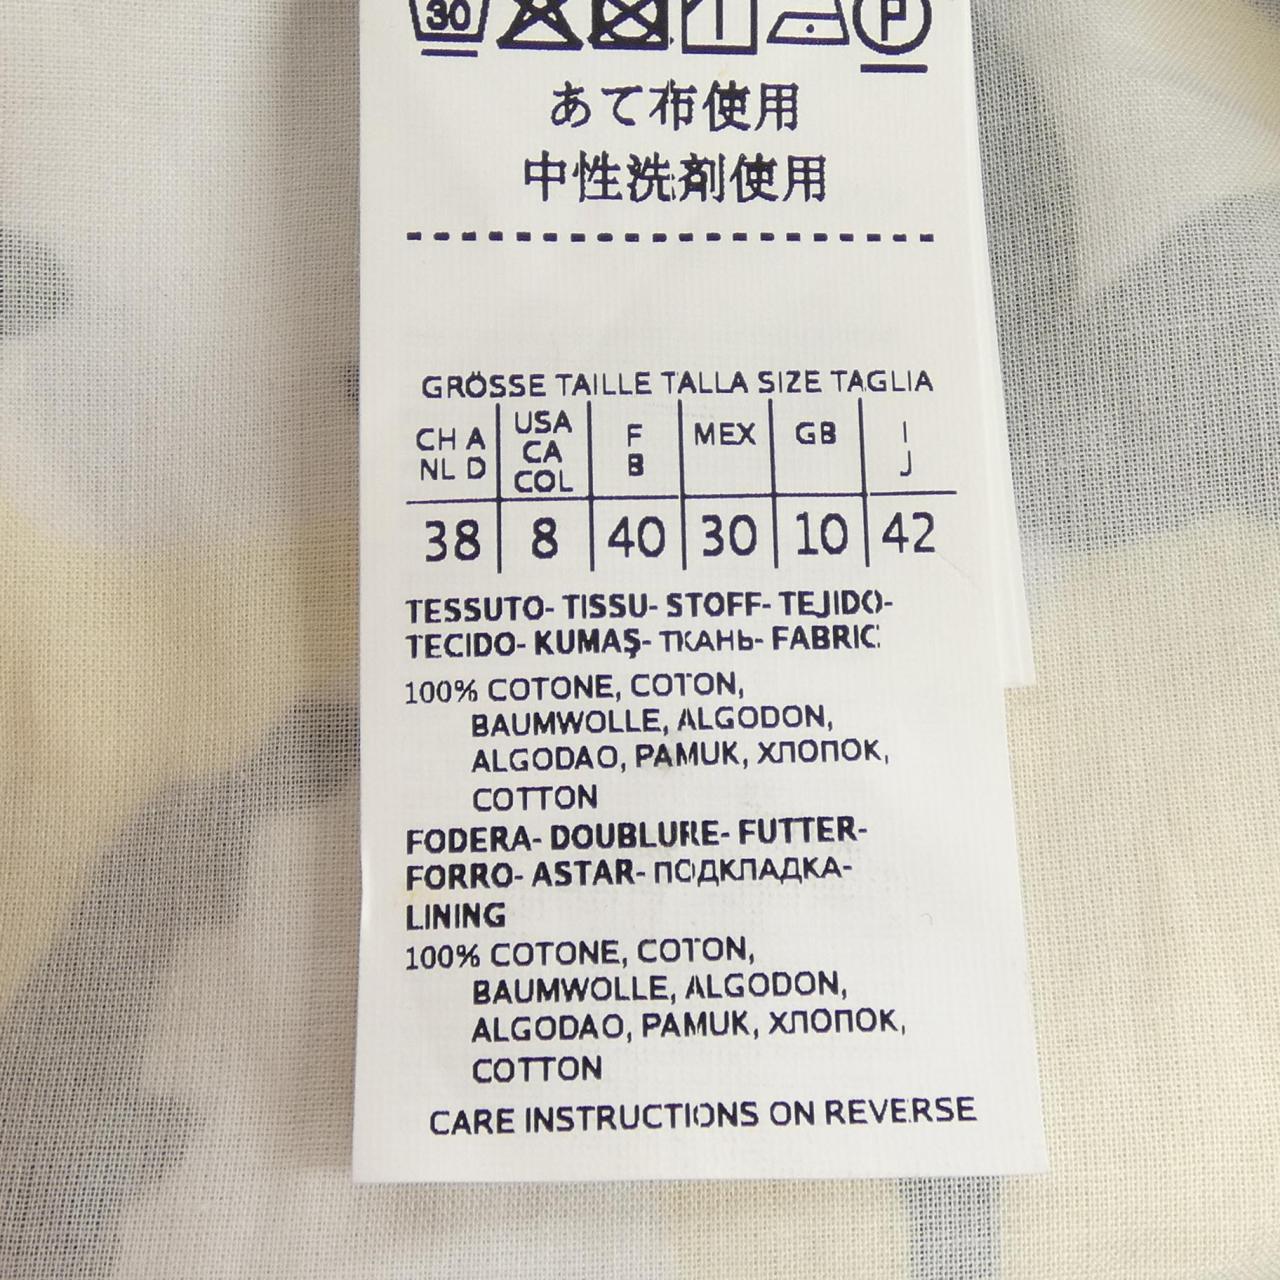 30
P
あて布使用
中性洗剤使用
GRÖSSE TAILLE TALLA SIZE TAGLIA
CH A NL D | USA CA COL | F B | MEX | GB | I J
38 | 8 | 40 | 30 | 10 | 42
TESSUTO- TISSU- STOFF- TEJIDO-
TECIDO- KUMAŞ- ТКАНЬ- FABRIC:
100% COTONE, COTON,
BAUMWOLLE, ALGODON,
ALGODAO, PAMUK, ХЛОПОК,
COTTON
FODERA- DOUBLURE- FUTTER-
FORRO- ASTAR- ПОДКЛАДКА-
LINING
100% COTONE, COTON,
BAUMWOLLE, ALGODON,
ALGODAO, PAMUK, ХЛОПОК,
COTTON
CARE INSTRUCTIONS ON REVERSE